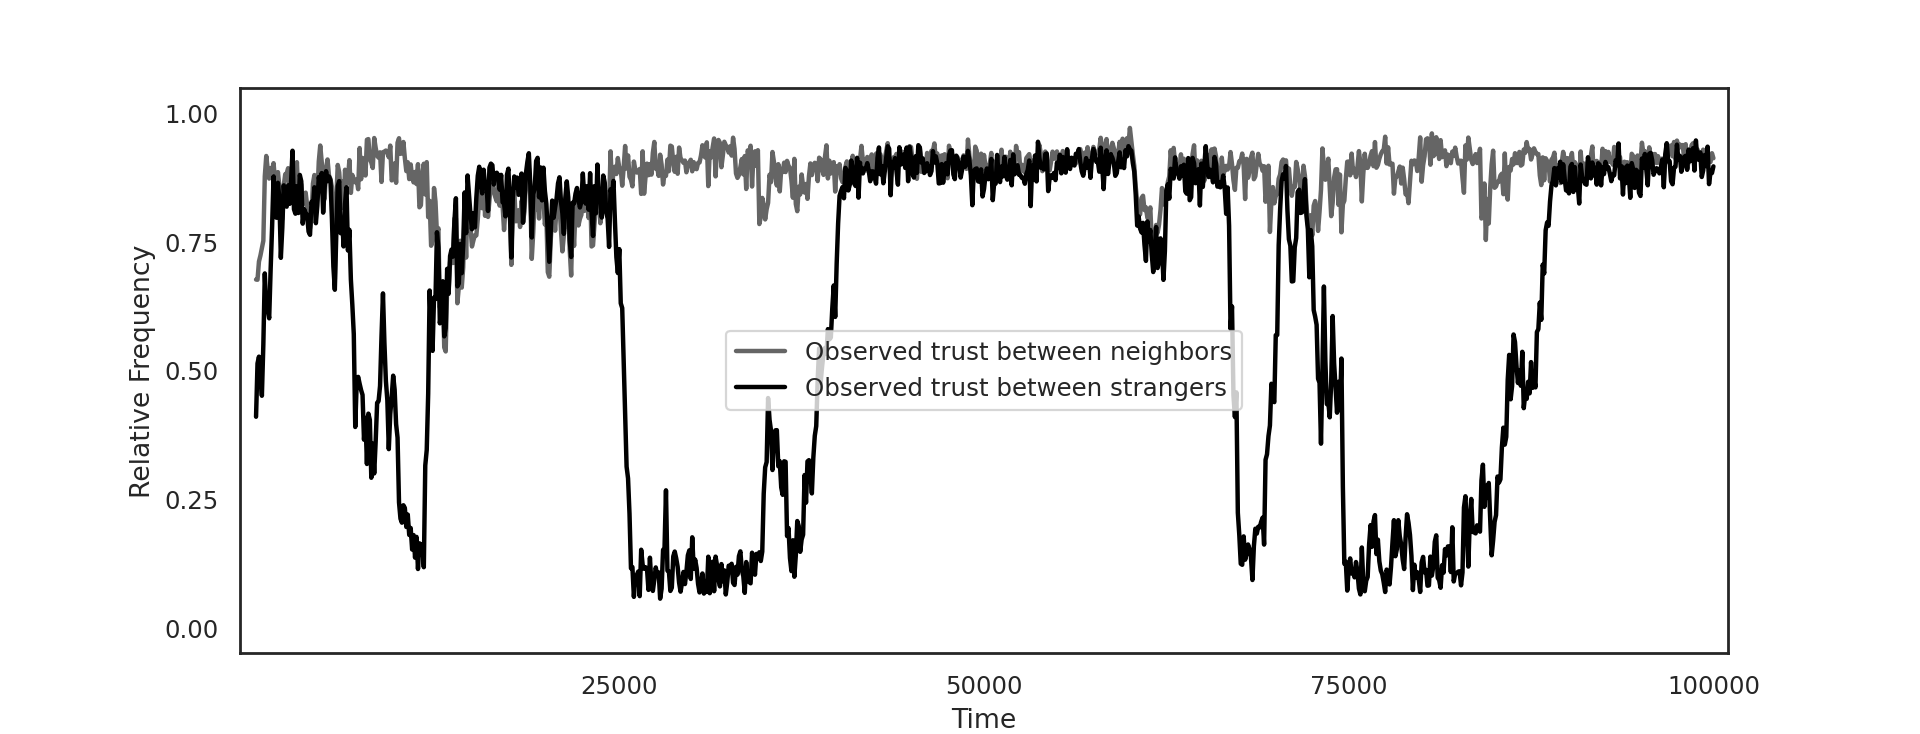 1.00
0.75
0.50
0.25
0.00
Relative Frequency
Observed trust between neighbors
Observed trust between strangers
25000 50000 75000 100000
Time